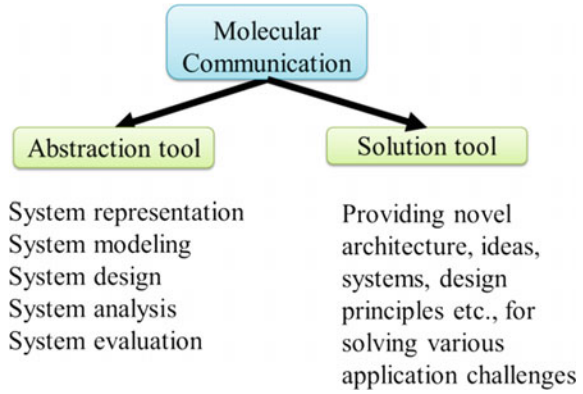 Molecular
Communication
Abstraction tool
Solution tool
System representation
System modeling
System design
System analysis
System evaluation
Providing novel
architecture, ideas,
systems, design
principles etc., for
solving various
application challenges